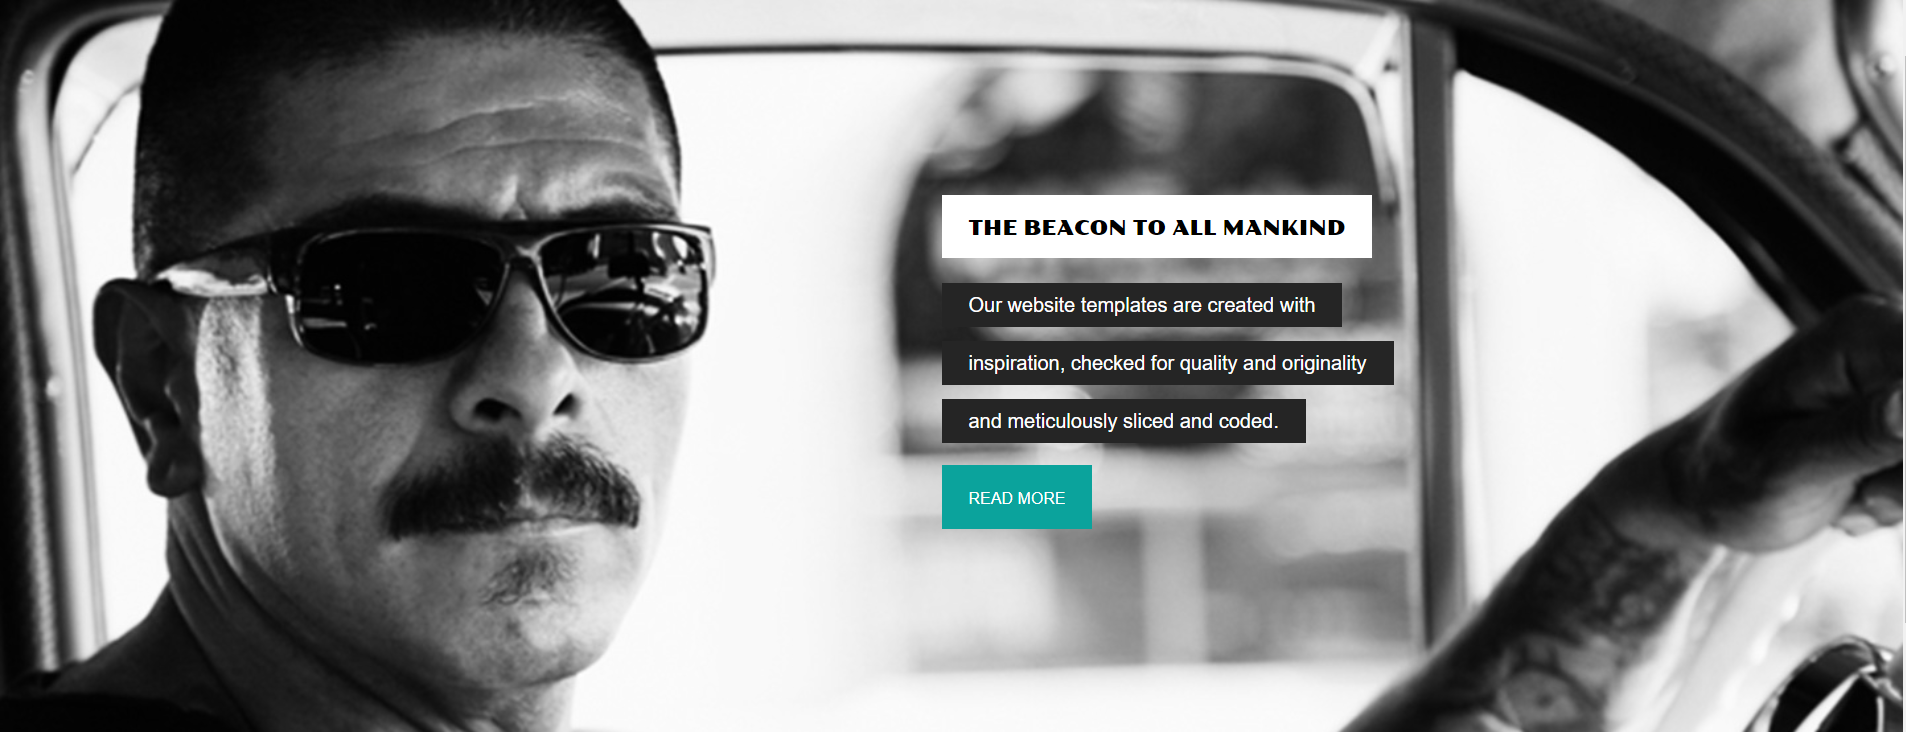 THE BEACON TO ALL MANKIND
Our website templates are created with
inspiration, checked for quality and originality
and meticulously sliced and coded.
READ MORE